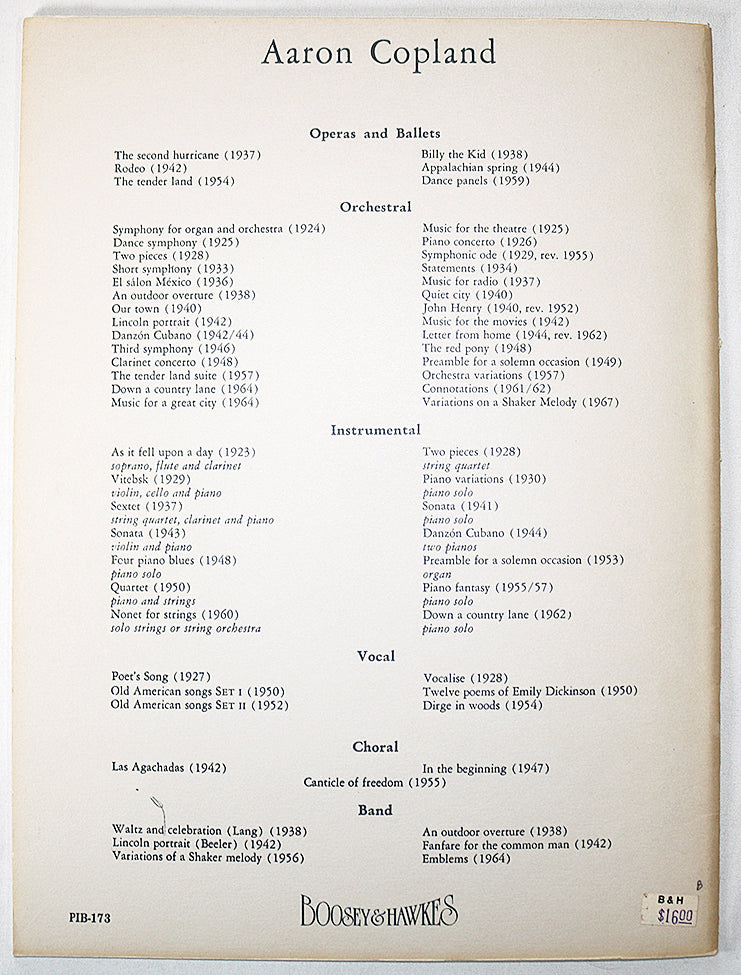 Aaron Copland
Operas and Ballets
The second hurricane (1937)
Rodeo (1942)
The tender land (1954)
Billy the Kid (1938)
Appalachian spring (1944)
Dance panels (1959)
Orchestral
Symphony for organ and orchestra (1924)
Dance symphony (1925)
Two pieces (1928)
Short symphony (1933)
El sálon México (1936)
An outdoor overture (1938)
Our town (1940)
Lincoln portrait (1942)
Danzón Cubano (1942/44)
Third symphony (1946)
Clarinet concerto (1948)
The tender land suite (1957)
Down a country lane (1964)
Music for a great city (1964)
Music for the theatre (1925)
Piano concerto (1926)
Symphonic ode (1929, rev. 1955)
Statements (1934)
Music for radio (1937)
Quiet city (1940)
John Henry (1940, rev. 1952)
Music for the movies (1942)
Letter from home (1944, rev. 1962)
The red pony (1948)
Preamble for a solemn occasion (1949)
Orchestra variations (1957)
Connotations (1961/62)
Variations on a Shaker Melody (1967)
Instrumental
As it fell upon a day (1923)
soprano, flute and clarinet
Vitebsk (1929)
violin, cello and piano
Sextet (1937)
string quartet, clarinet and piano
Sonata (1943)
violin and piano
Four piano blues (1948)
piano solo
Quartet (1950)
piano and strings
Nonet for strings (1960)
solo strings or string orchestra
Two pieces (1928)
string quartet
Piano variations (1930)
piano solo
Sonata (1941)
piano solo
Danzón Cubano (1944)
two pianos
Preamble for a solemn occasion (1953)
organ
Piano fantasy (1955/57)
piano solo
Down a country lane (1962)
piano solo
Vocal
Poet's Song (1927)
Old American songs SET I (1950)
Old American songs SET II (1952)
Vocalise (1928)
Twelve poems of Emily Dickinson (1950)
Dirge in woods (1954)
Choral
Las Agachadas (1942)
In the beginning (1947)
Canticle of freedom (1955)
Band
Waltz and celebration (Lang) (1938)
Lincoln portrait (Beeler) (1942)
Variations of a Shaker melody (1956)
An outdoor overture (1938)
Fanfare for the common man (1942)
Emblems (1964)
PIB-173
BOOSEY & HAWKES
B
B & H
$16.00